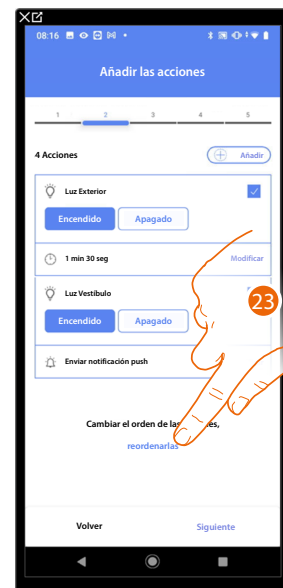 08:16
Añadir las acciones
1 2 3 4 5
4 Acciones
Añadir
Luz Exterior
Encendido Apagado
1 min 30 seg Modificar
Luz Vestíbulo
23
Encendido Apagado
Enviar notificación push
Cambiar el orden de las
reordenarlas
Volver Siguiente